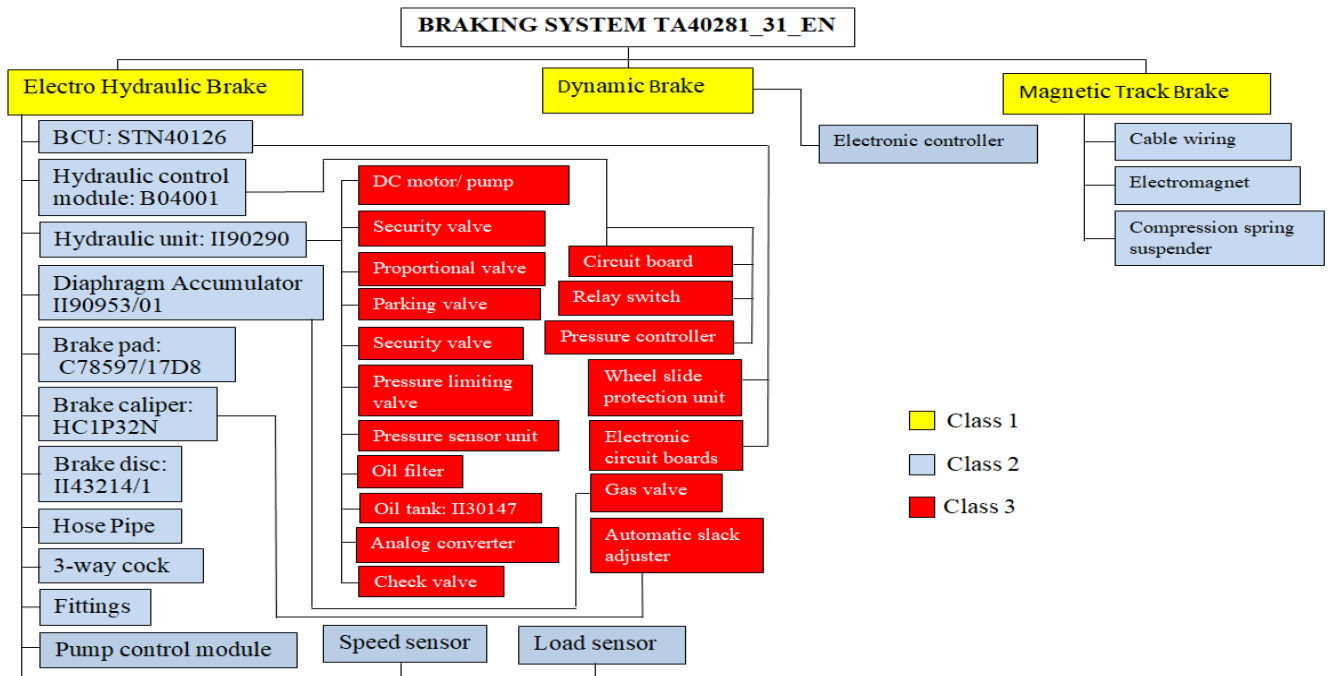 BRAKING SYSTEM TA40281_31_EN
Electro Hydraulic Brake
Dynamic Brake
Magnetic Track Brake
BCU: STN40126
Hydraulic control
module: B04001
Hydraulic unit: II90290
Diaphragm Accumulator
II90953/01
Brake pad:
C78597/17D8
Brake caliper:
HC1P32N
Brake disc:
II43214/1
Hose Pipe
3-way cock
Fittings
Pump control module
DC motor/ pump
Security valve
Proportional valve
Parking valve
Security valve
Pressure limiting
valve
Pressure sensor unit
Oil filter
Oil tank: II30147
Analog converter
Check valve
Speed sensor
Load sensor
Circuit board
Relay switch
Pressure controller
Wheel slide
protection unit
Electronic
circuit boards
Gas valve
Automatic slack
adjuster
Electronic controller
Cable wiring
Electromagnet
Compression spring
suspender
Class 1
Class 2
Class 3